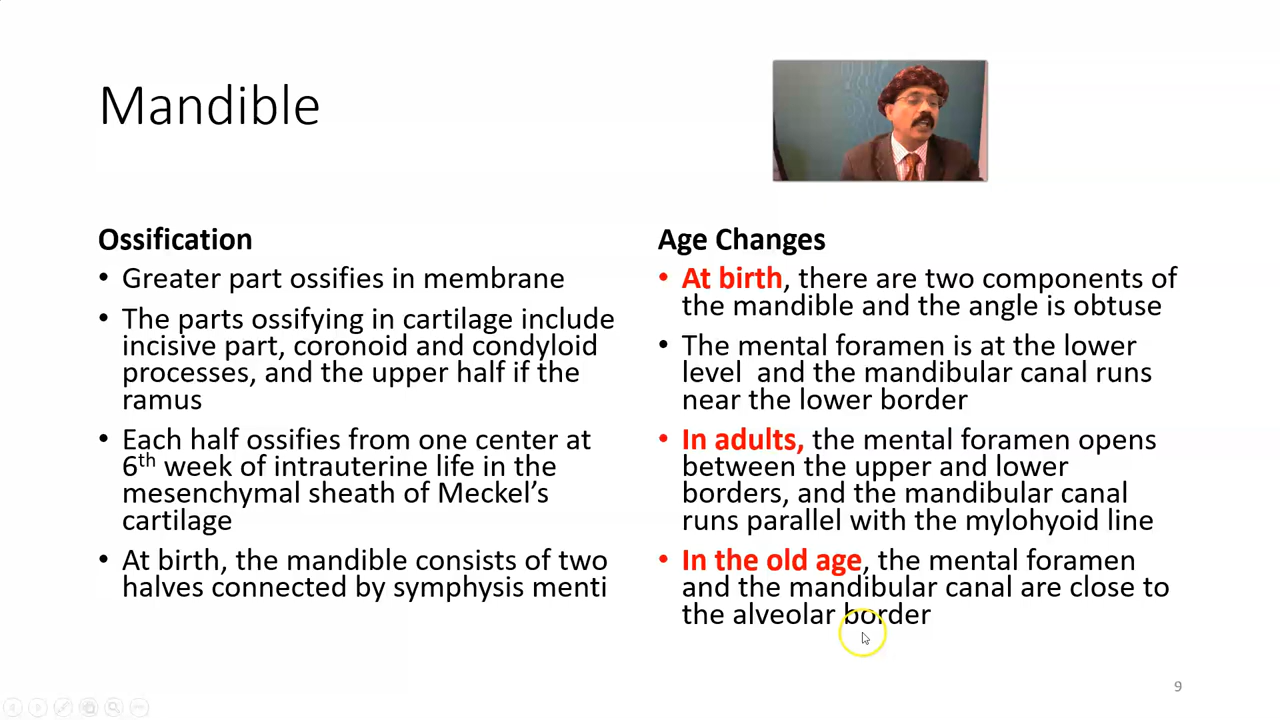 Mandible
Ossification
• Greater part ossifies in membrane
• The parts ossifying in cartilage include
incisive part, coronoid and condyloid
processes, and the upper half if the
ramus
• Each half ossifies from one center at
6th week of intrauterine life in the
mesenchymal sheath of Meckel’s
cartilage
• At birth, the mandible consists of two
halves connected by symphysis menti
Age Changes
• At birth, there are two components of
the mandible and the angle is obtuse
• The mental foramen is at the lower
level and the mandibular canal runs
near the lower border
• In adults, the mental foramen opens
between the upper and lower
borders, and the mandibular canal
runs parallel with the mylohyoid line
• In the old age, the mental foramen
and the mandibular canal are close to
the alveolar border
9